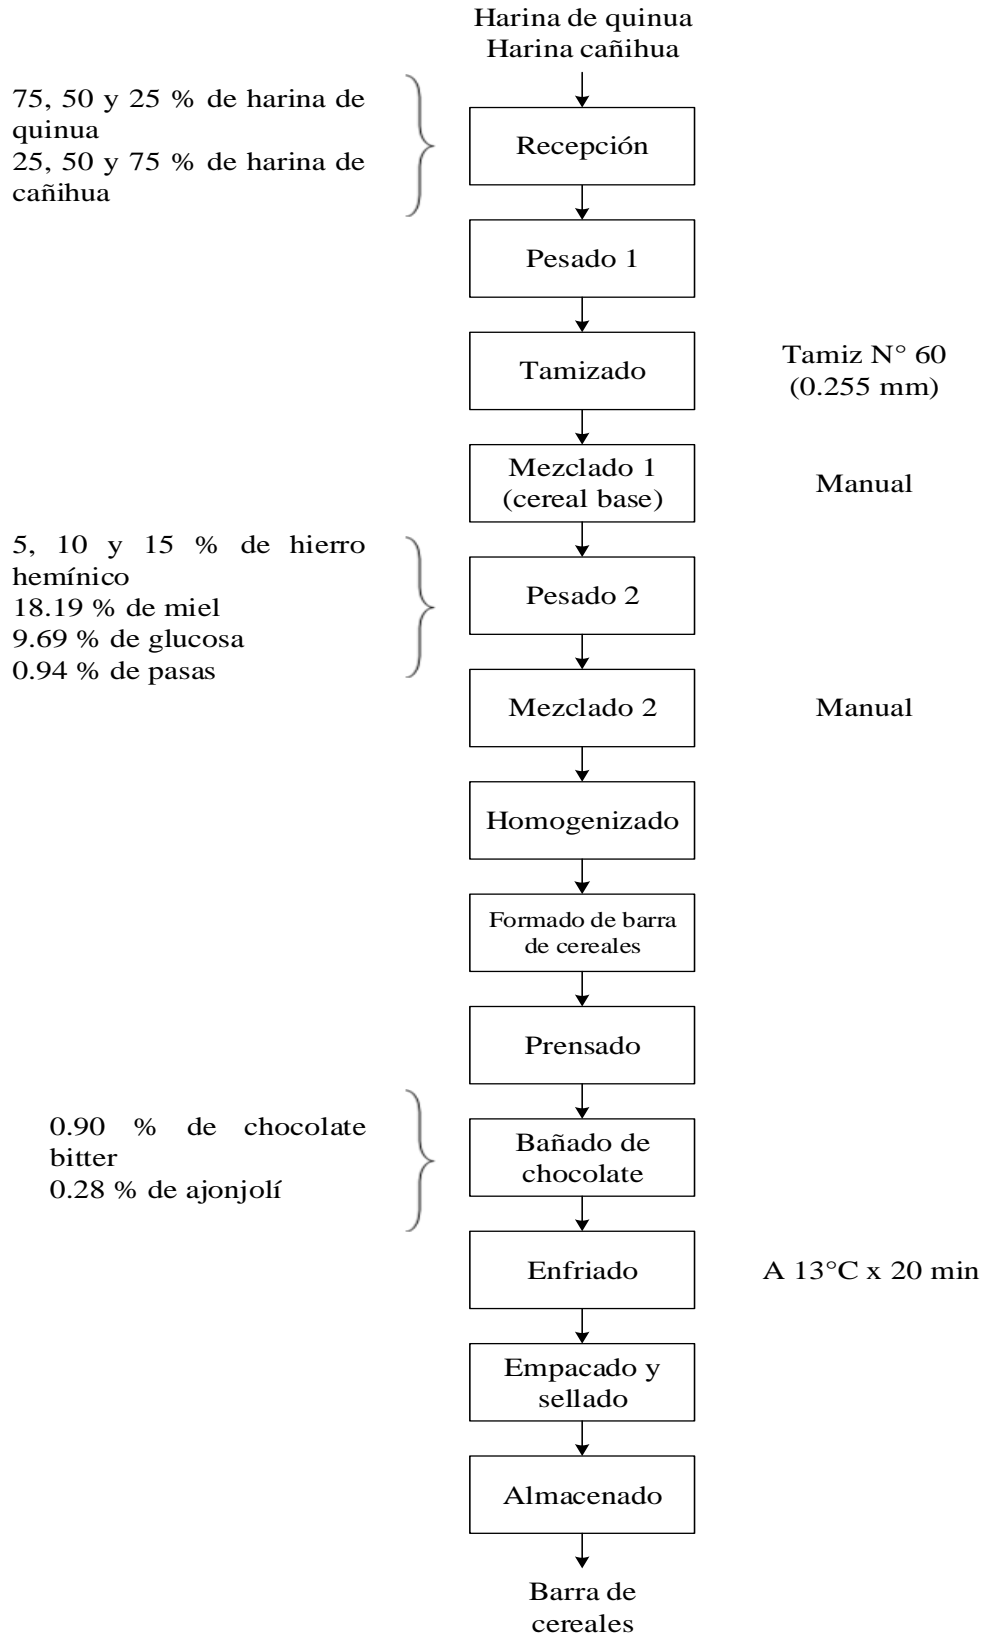 Harina de quinua
Harina cañihua
75, 50 y 25 % de harina de
quinua
25, 50 y 75 % de harina de
cañihua
Recepción
Pesado 1
Tamizado
Tamiz N° 60
(0.255 mm)
Mezclado 1
(cereal base)
Manual
5, 10 y 15 % de hierro
hemínico
18.19 % de miel
9.69 % de glucosa
0.94 % de pasas
Pesado 2
Mezclado 2
Manual
Homogenizado
Formado de barra
de cereales
Prensado
0.90 % de chocolate
bitter
0.28 % de ajonjolí
Bañado de
chocolate
Enfriado
A 13°C x 20 min
Empacado y
sellado
Almacenado
Barra de
cereales